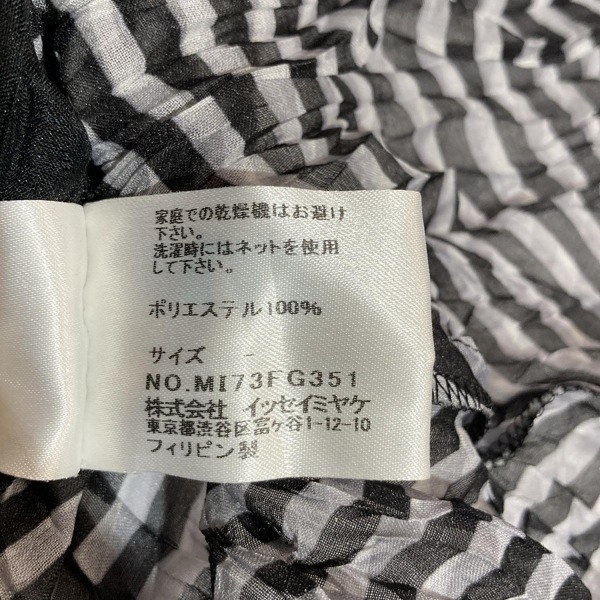 家庭での乾燥機はお避け
下さい。
洗濯時にはネットを使用
して下さい。
ポリエステル100%
サイズ -
NO.MI73FG351
株式会社 イッセイミヤケ
東京都渋谷区富ヶ谷1-12-10
フィリピン製